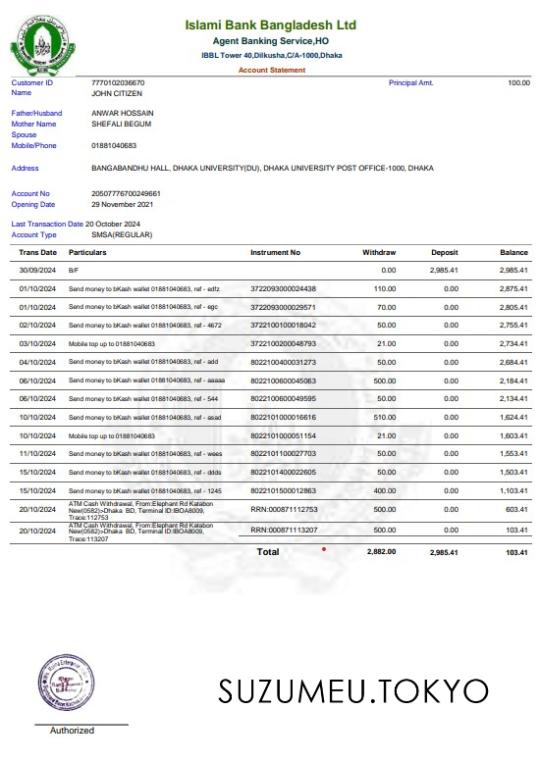 Islami Bank Bangladesh Ltd
Agent Banking Service,HO
IBBL Tower 40,Dilkusha,C/A-1000,Dhaka
Account Statement
Customer ID 7770102036670 Principal Amt. 100.00
Name JOHN CITIZEN
Father/Husband ANWAR HOSSAIN
Mother Name SHEFALI BEGUM
Spouse
Mobile/Phone 01881040683
Address BANGABANDHU HALL, DHAKA UNIVERSITY(DU), DHAKA UNIVERSITY POST OFFICE-1000, DHAKA
Account No 20507776700249661
Opening Date 29 November 2021
Last Transaction Date 20 October 2024
Account Type SMSA(REGULAR)
Trans Date Particulars Instrument No Withdraw Deposit Balance
30/09/2024 B/F 0.00 2,985.41 2,985.41
01/10/2024 Send money to bKash wallet 01881040683, ref - edfz 3722093000024438 110.00 0.00 2,875.41
01/10/2024 Send money to bKash wallet 01881040683, ref - egc 3722093000029571 70.00 0.00 2,805.41
02/10/2024 Send money to bKash wallet 01881040683, ref - 4672 3722100100018042 50.00 0.00 2,755.41
03/10/2024 Mobile top up to 01881040683 3722100200048793 21.00 0.00 2,734.41
04/10/2024 Send money to bKash wallet 01881040683, ref - add 8022100400031273 50.00 0.00 2,684.41
06/10/2024 Send money to bKash wallet 01881040683, ref - aaaaa 8022100600045063 500.00 0.00 2,184.41
06/10/2024 Send money to bKash wallet 01881040683, ref - 544 8022100600049595 50.00 0.00 2,134.41
10/10/2024 Send money to bKash wallet 01881040683, ref - asad 8022101000016616 510.00 0.00 1,624.41
10/10/2024 Mobile top up to 01881040683 8022101000051154 21.00 0.00 1,603.41
11/10/2024 Send money to bKash wallet 01881040683, ref - wees 8022101100027703 50.00 0.00 1,553.41
15/10/2024 Send money to bKash wallet 01881040683, ref - ddds 8022101400022605 50.00 0.00 1,503.41
15/10/2024 Send money to bKash wallet 01881040683, ref - 1245 8022101500012863 400.00 0.00 1,103.41
20/10/2024 ATM Cash Withdrawal, From:Elephant Rd Katabon RRN:000871112753 500.00 0.00 603.41
New(0582)>Dhaka BD, Terminal ID:IBOA8009,
Trace:112753
20/10/2024 ATM Cash Withdrawal, From:Elephant Rd Katabon RRN:000871113207 500.00 0.00 103.41
New(0582)>Dhaka BD, Terminal ID:IBOA8009,
Trace:113207
Total 2,882.00 2,985.41 103.41
SUZUMEU.TOKYO
Authorized